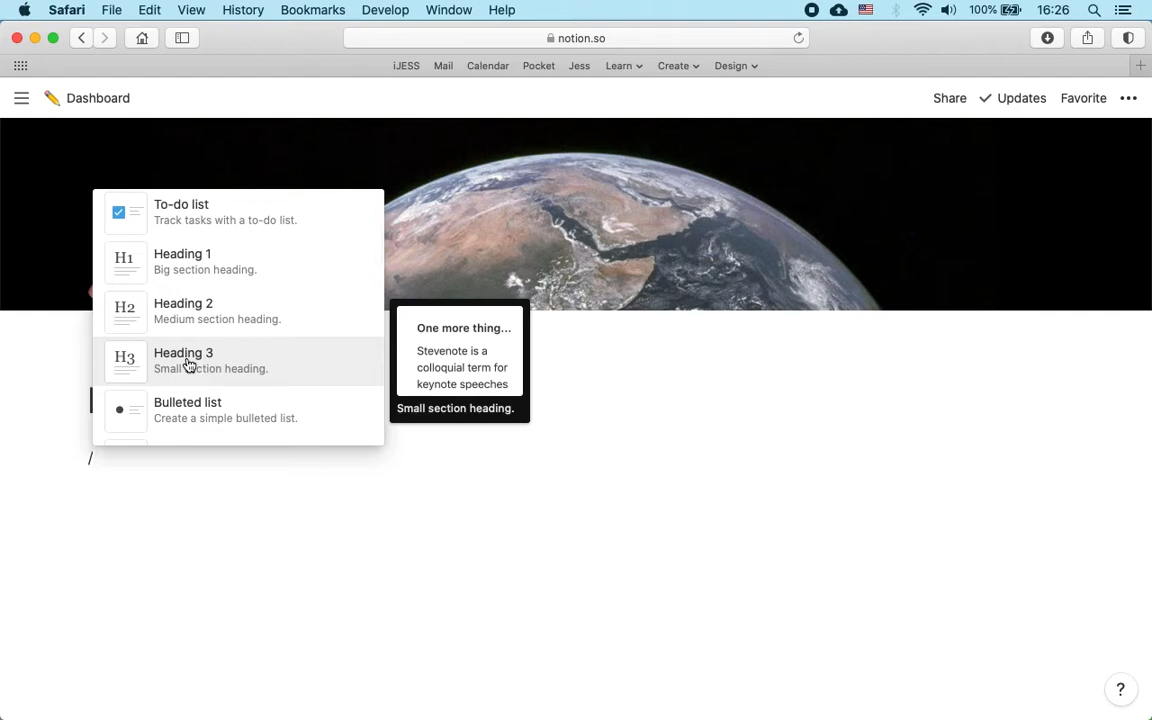 Safari File Edit View History Bookmarks Develop Window Help 100% 16:26
notion.so
iJESS Mail Calendar Pocket Jess Learn Create Design
Dashboard Share Updates Favorite
To-do list
Track tasks with a to-do list.
H1 Heading 1
Big section heading.
H2 Heading 2
Medium section heading.
H3 Heading 3
Small section heading.
Bulleted list
Create a simple bulleted list.
One more thing...
Stevenote is a
colloquial term for
keynote speeches
Small section heading.
/
?